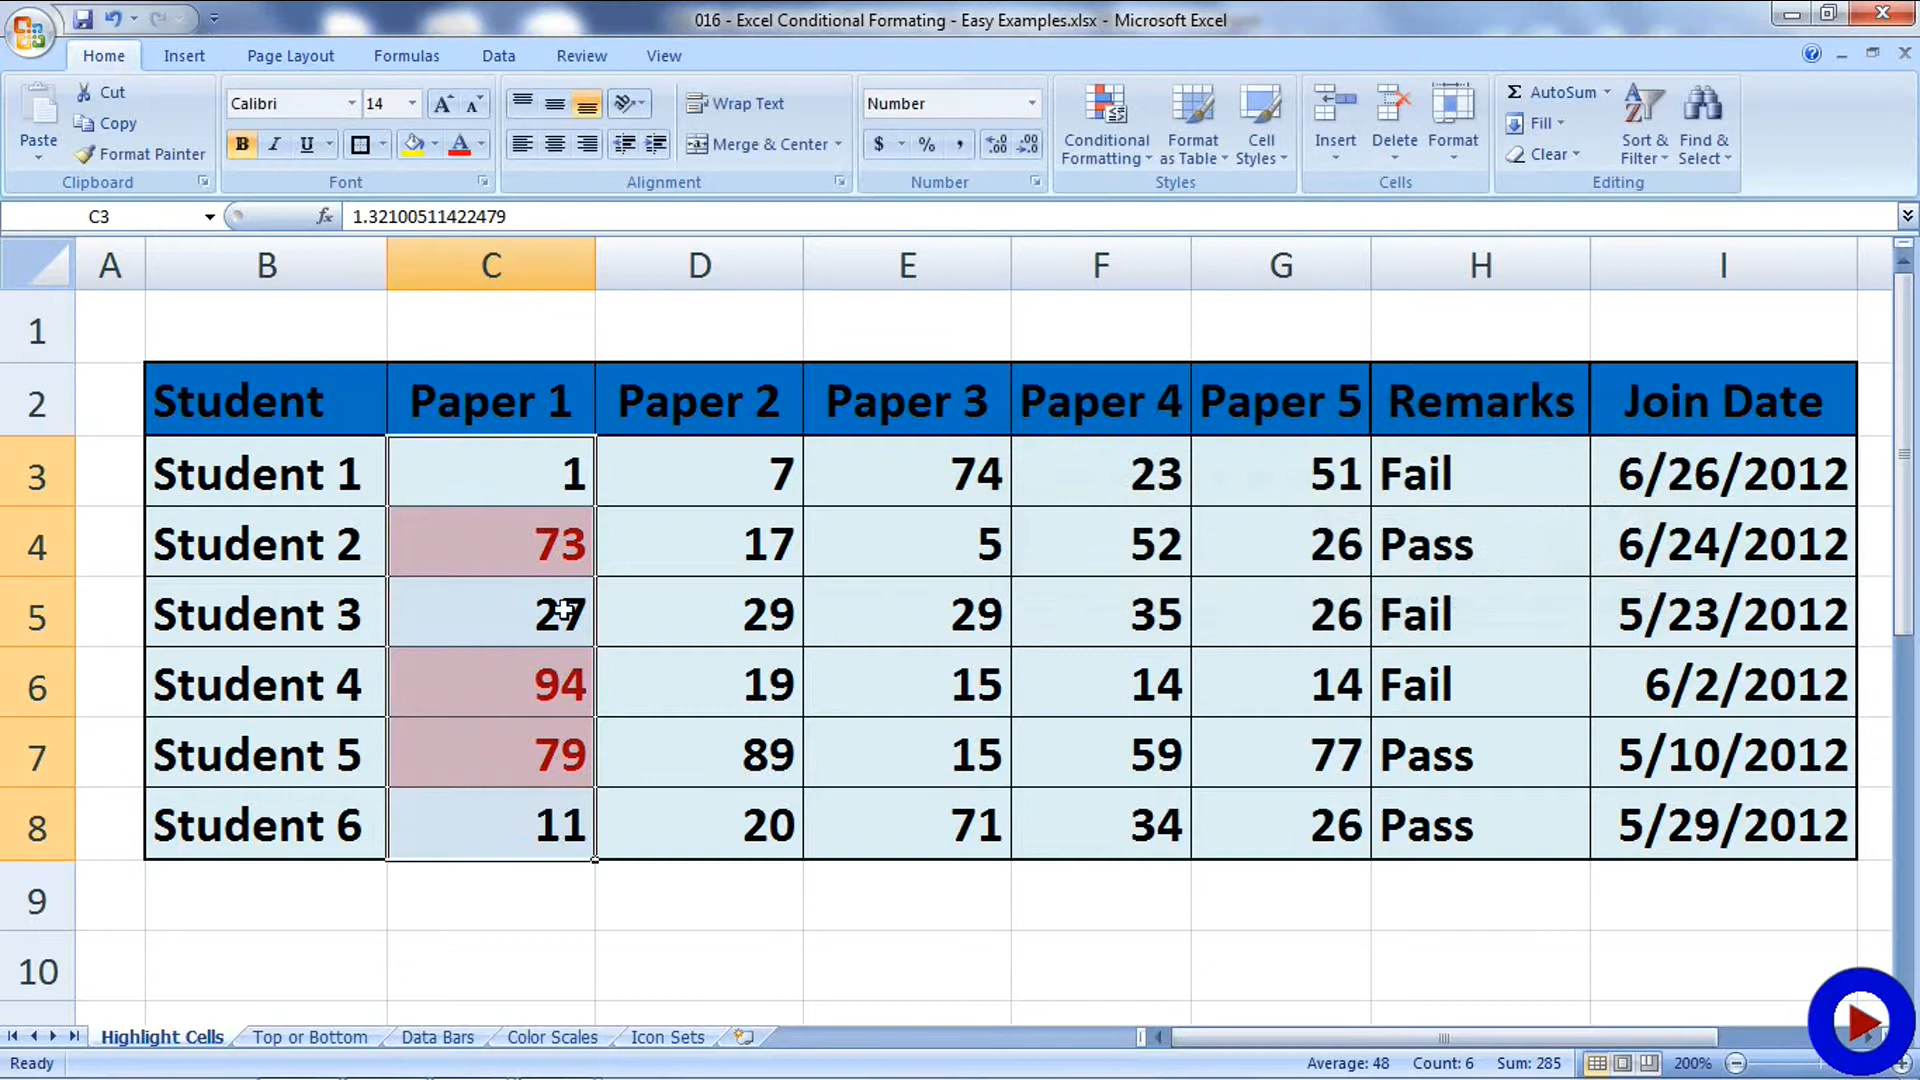 016 - Excel Conditional Formating - Easy Examples.xlsx - Microsoft Excel
Home Insert Page Layout Formulas Data Review View
Paste
Cut
Copy
Format Painter
Clipboard
Calibri 14
B I U
Font
Wrap Text
Merge & Center
Alignment
Number
$ % ,
Number
Conditional Formatting
Format as Table
Cell Styles
Styles
Insert Delete Format
Cells
Σ AutoSum
Fill
Clear
Sort & Filter
Find & Select
Editing
C3 fx 1.32100511422479
A B C D E F G H I
1
2 Student Paper 1 Paper 2 Paper 3 Paper 4 Paper 5 Remarks Join Date
3 Student 1 1 7 74 23 51 Fail 6/26/2012
4 Student 2 73 17 5 52 26 Pass 6/24/2012
5 Student 3 27 29 29 35 26 Fail 5/23/2012
6 Student 4 94 19 15 14 14 Fail 6/2/2012
7 Student 5 79 89 15 59 77 Pass 5/10/2012
8 Student 6 11 20 71 34 26 Pass 5/29/2012
9
10
Highlight Cells Top or Bottom Data Bars Color Scales Icon Sets
Ready Average: 48 Count: 6 Sum: 285 200%